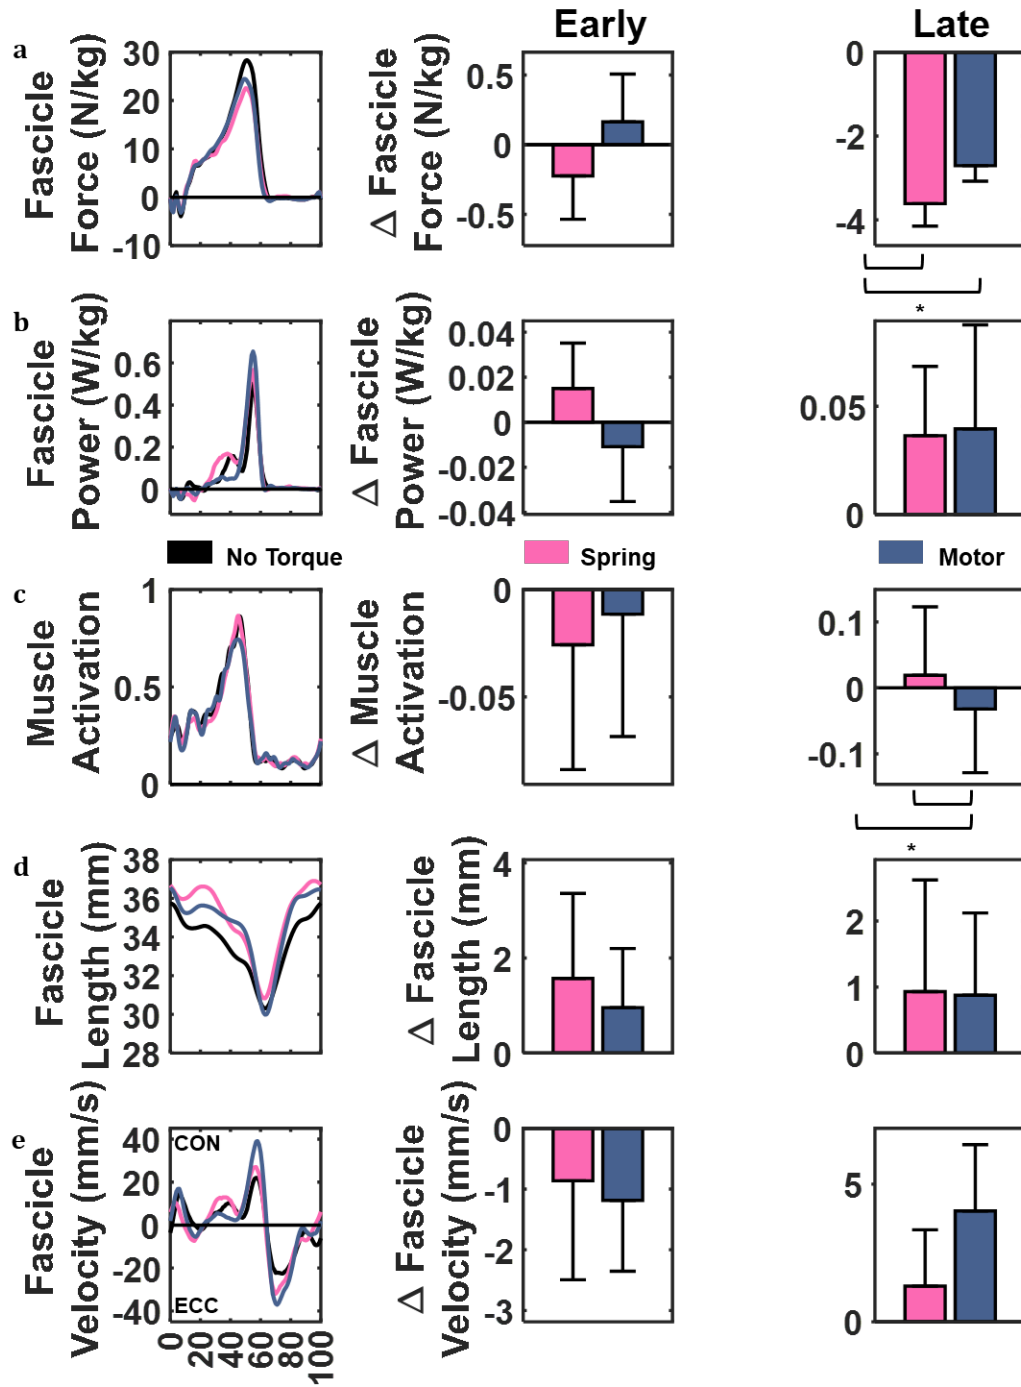 Early
Late
a
Fascicle
Force (N/kg)
30
20
10
0
-10
Δ Fascicle
Force (N/kg)
0.5
0
-0.5
0
-2
-4
*
b
Fascicle
Power (W/kg)
0.6
0.4
0.2
0
Δ Fascicle
Power (W/kg)
0.04
0.02
0
-0.02
-0.04
0.05
0
No Torque
Spring
Motor
c
Muscle
Activation
1
0.5
0
Δ Muscle
Activation
0
-0.05
0.1
0
-0.1
*
d
Fascicle
Length (mm)
38
36
34
32
30
28
Δ Fascicle
Length (mm)
4
2
0
2
1
0
e
Fascicle
Velocity (mm/s)
40
20
0
-20
-40
CON
ECC
0
20
40
60
80
100
Δ Fascicle
Velocity (mm/s)
0
-1
-2
-3
5
0